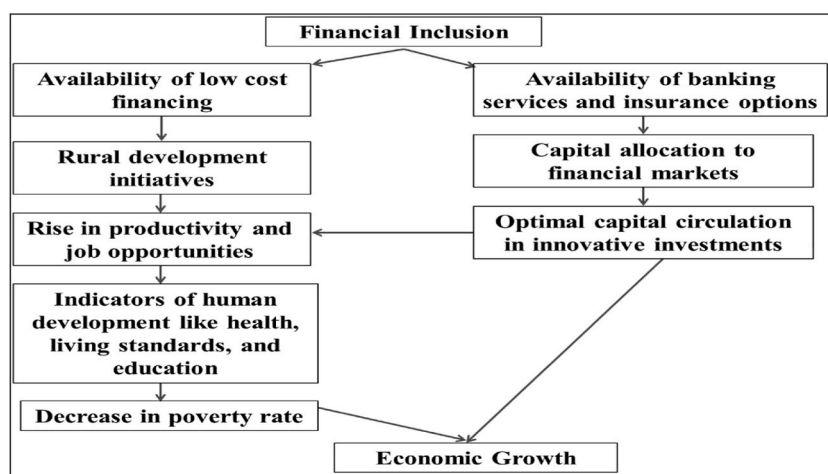 Financial Inclusion
Availability of low cost
financing
Availability of banking
services and insurance options
Rural development
initiatives
Capital allocation to
financial markets
Rise in productivity and
job opportunities
Optimal capital circulation
in innovative investments
Indicators of human
development like health,
living standards, and
education
Decrease in poverty rate
Economic Growth